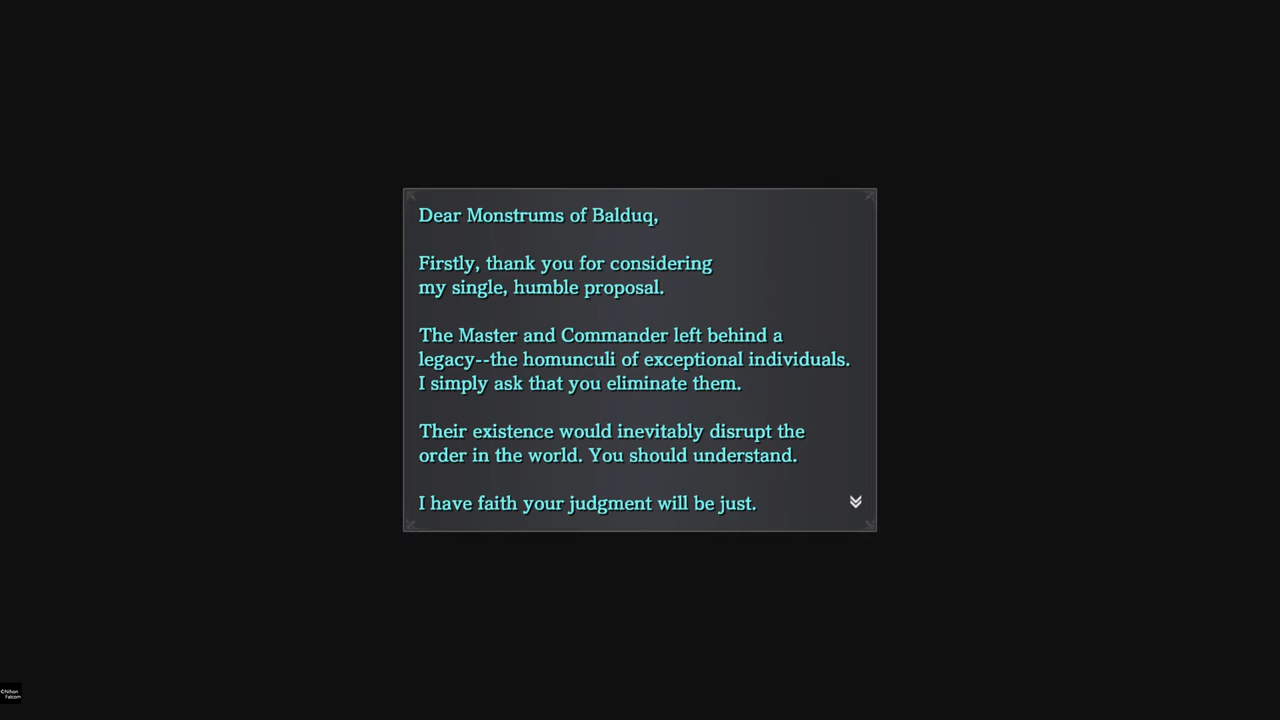 Dear Monstrums of Balduq,
Firstly, thank you for considering
my single, humble proposal.
The Master and Commander left behind a
legacy--the homunculi of exceptional individuals.
I simply ask that you eliminate them.
Their existence would inevitably disrupt the
order in the world. You should understand.
I have faith your judgment will be just.
©Nihon
Falcom